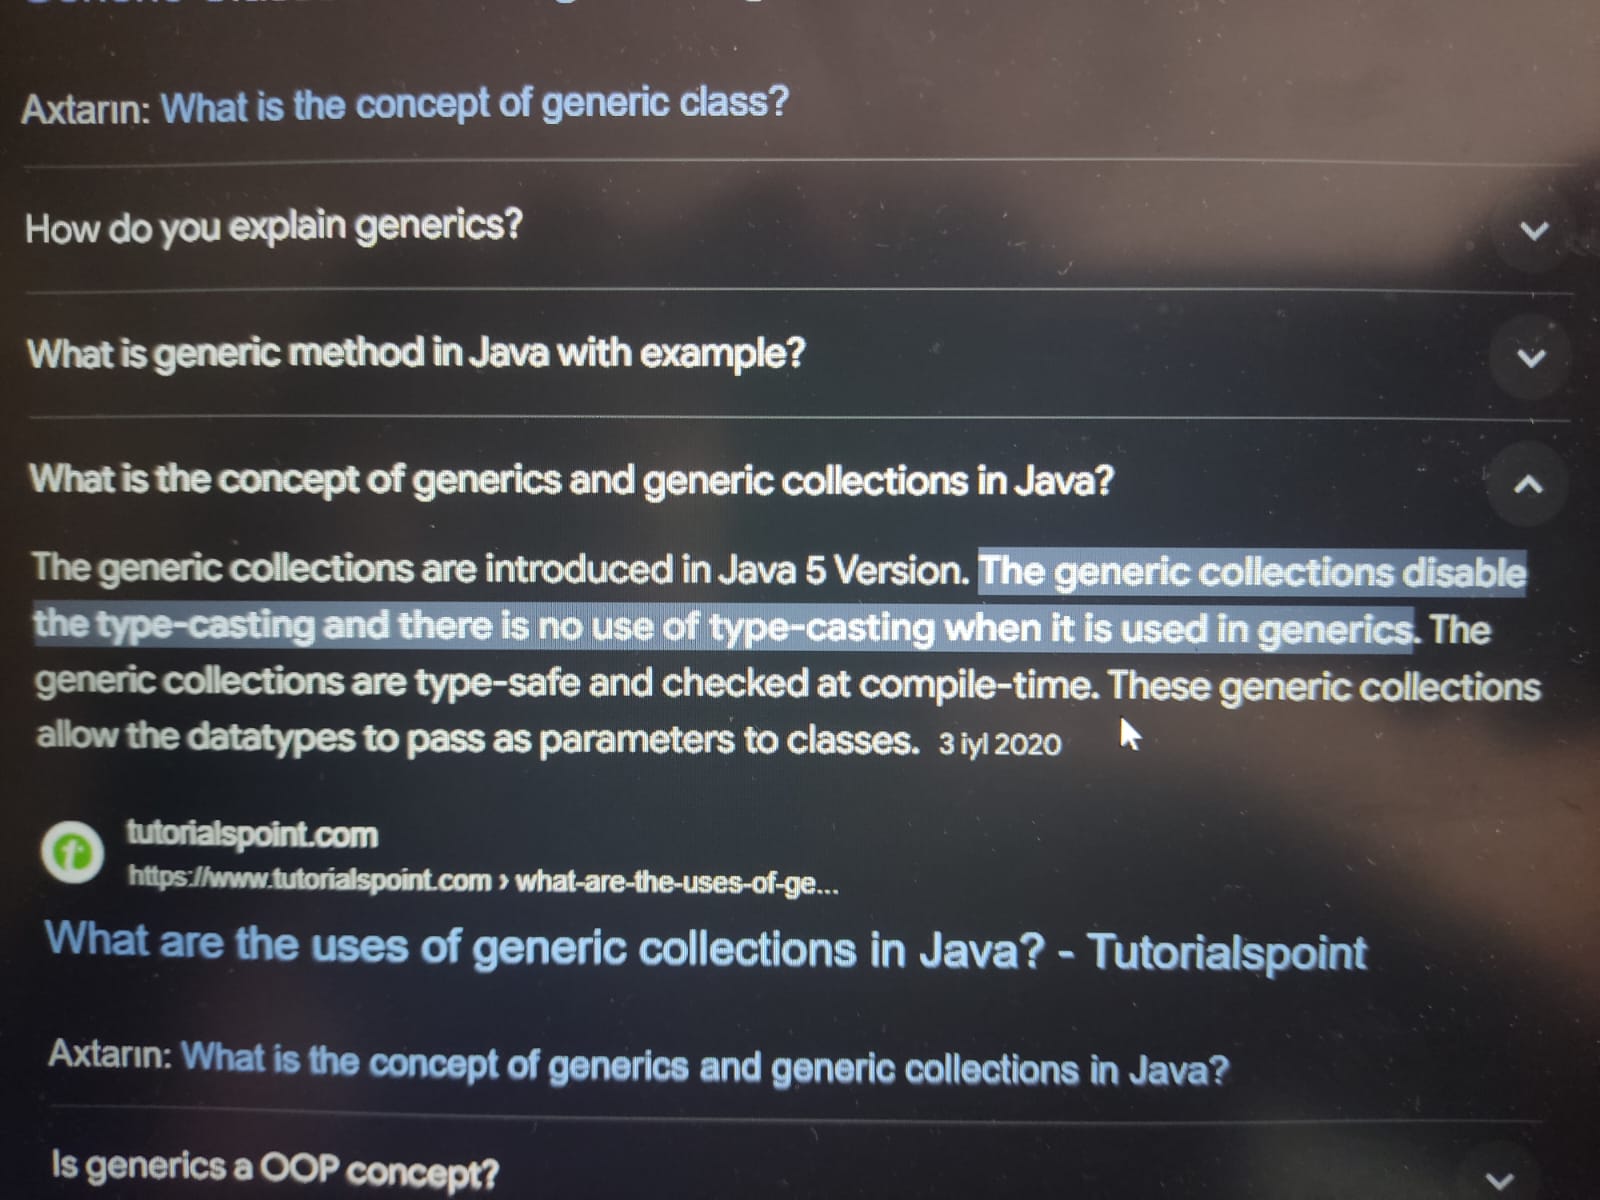 Axtarın: What is the concept of generic class?
How do you explain generics?
What is generic method in Java with example?
What is the concept of generics and generic collections in Java?
The generic collections are introduced in Java 5 Version. The generic collections disable
the type-casting and there is no use of type-casting when it is used in generics. The
generic collections are type-safe and checked at compile-time. These generic collections
allow the datatypes to pass as parameters to classes. 3 iyl 2020
tutorialspoint.com
https://www.tutorialspoint.com › what-are-the-uses-of-ge...
What are the uses of generic collections in Java? - Tutorialspoint
Axtarın: What is the concept of generics and generic collections in Java?
Is generics a OOP concept?